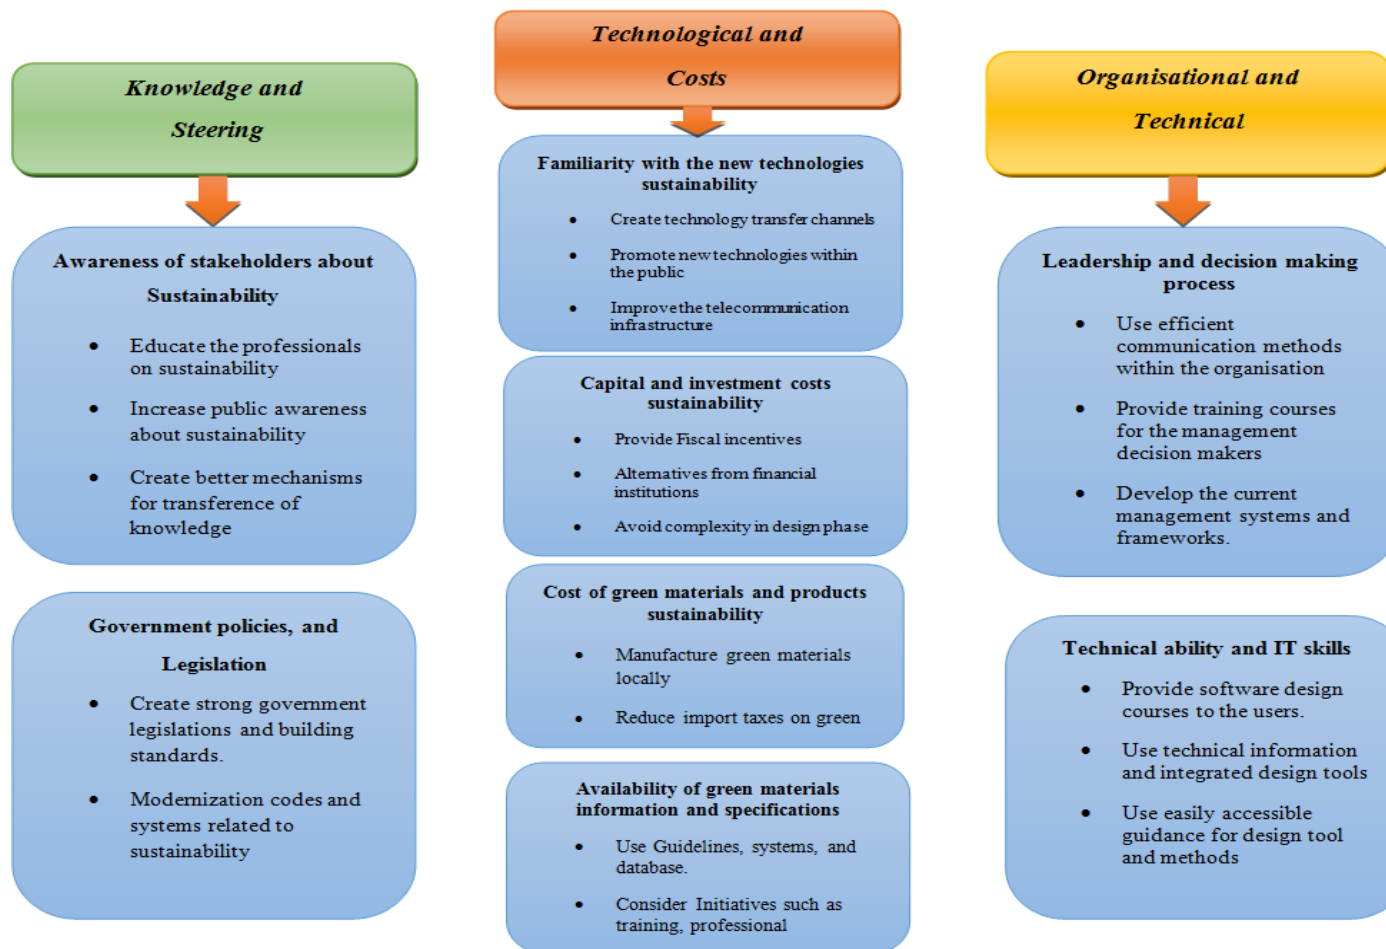 Knowledge and
Steering
Awareness of stakeholders about
Sustainability
• Educate the professionals
on sustainability
• Increase public awareness
about sustainability
• Create better mechanisms
for transference of
knowledge
Government policies, and
Legislation
• Create strong government
legislations and building
standards.
• Modernization codes and
systems related to
sustainability
Technological and
Costs
Familiarity with the new technologies
sustainability
• Create technology transfer channels
• Promote new technologies within
the public
• Improve the telecommunication
infrastructure
Capital and investment costs
sustainability
• Provide Fiscal incentives
• Alternatives from financial
institutions
• Avoid complexity in design phase
Cost of green materials and products
sustainability
• Manufacture green materials
locally
• Reduce import taxes on green
Availability of green materials
information and specifications
• Use Guidelines, systems, and
database.
• Consider Initiatives such as
training, professional
Organisational and
Technical
Leadership and decision making
process
• Use efficient
communication methods
within the organisation
• Provide training courses
for the management
decision makers
• Develop the current
management systems and
frameworks.
Technical ability and IT skills
• Provide software design
courses to the users.
• Use technical information
and integrated design tools
• Use easily accessible
guidance for design tool
and methods